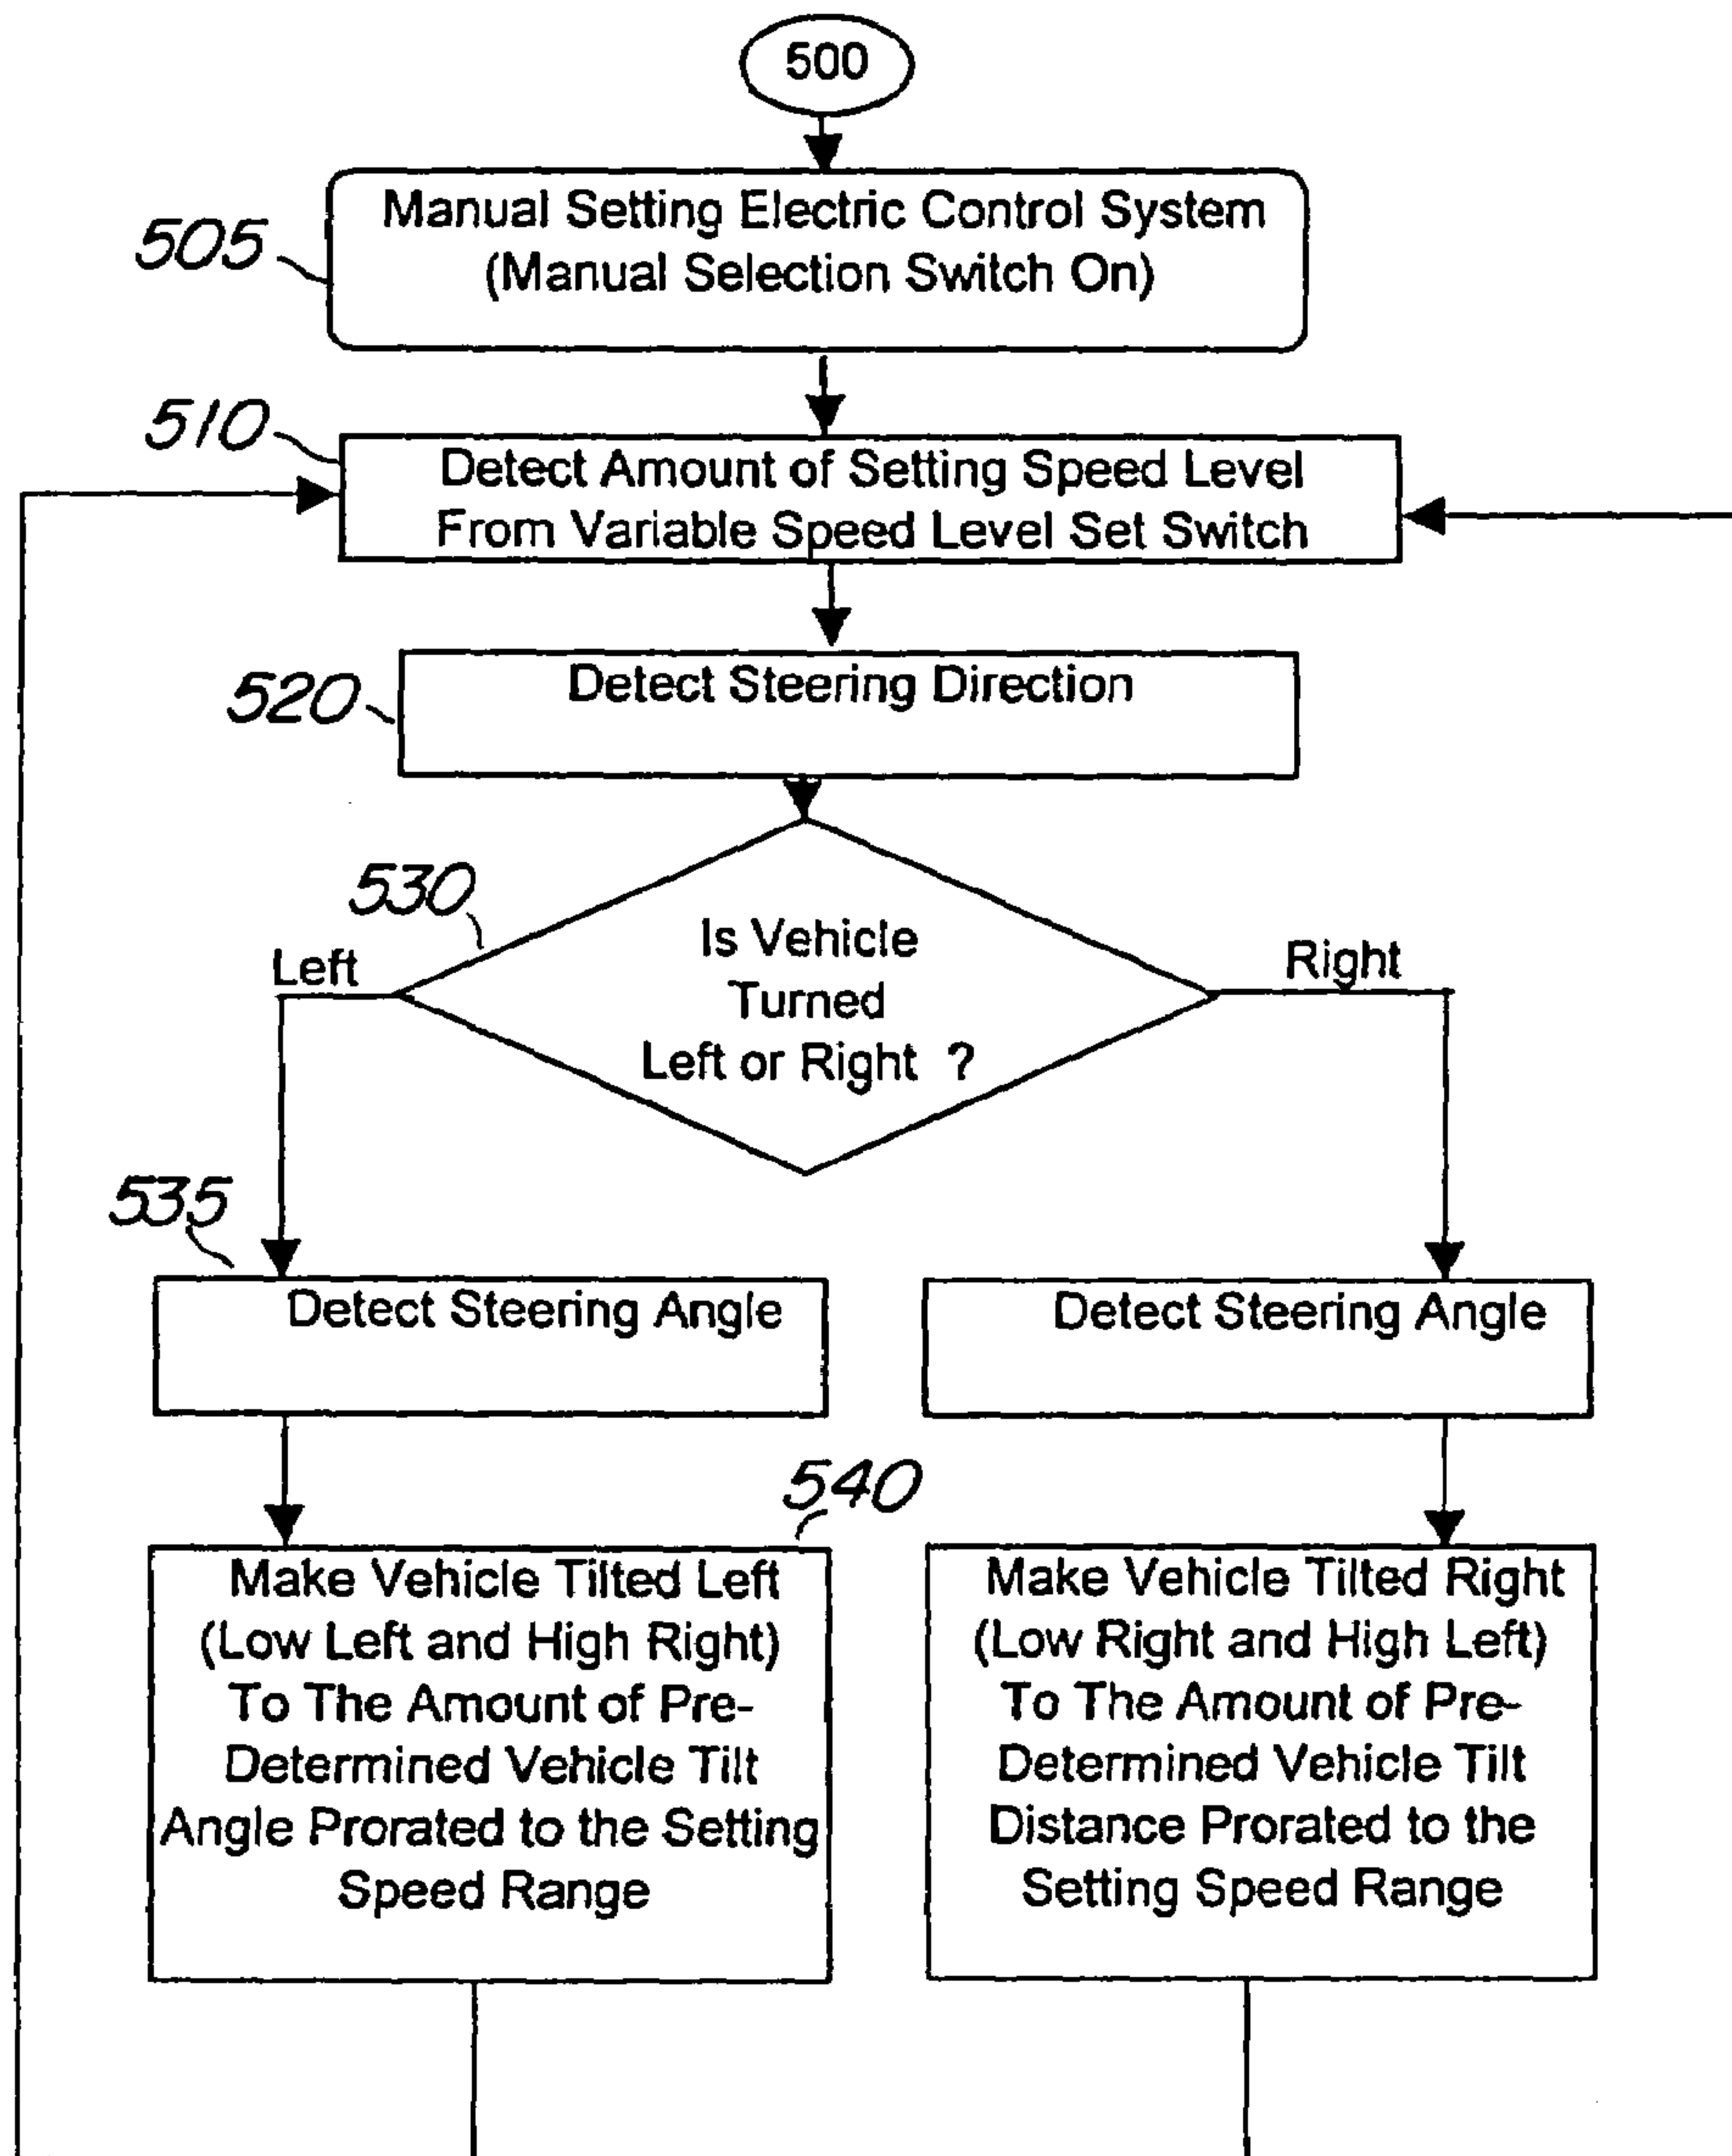 500
505
Manual Setting Electric Control System
(Manual Selection Switch On)
510
Detect Amount of Setting Speed Level
From Variable Speed Level Set Switch
520
Detect Steering Direction
530
Is Vehicle
Turned
Left or Right ?
Left
Right
535
Detect Steering Angle
Detect Steering Angle
540
Make Vehicle Tilted Left
(Low Left and High Right)
To The Amount of Pre-
Determined Vehicle Tilt
Angle Prorated to the Setting
Speed Range
Make Vehicle Tilted Right
(Low Right and High Left)
To The Amount of Pre-
Determined Vehicle Tilt
Distance Prorated to the
Setting Speed Range